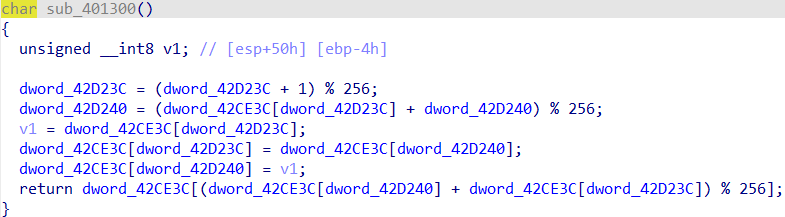 char sub_401300()
{
  unsigned __int8 v1; // [esp+50h] [ebp-4h]

  dword_42D23C = (dword_42D23C + 1) % 256;
  dword_42D240 = (dword_42CE3C[dword_42D23C] + dword_42D240) % 256;
  v1 = dword_42CE3C[dword_42D23C];
  dword_42CE3C[dword_42D23C] = dword_42CE3C[dword_42D240];
  dword_42CE3C[dword_42D240] = v1;
  return dword_42CE3C[(dword_42CE3C[dword_42D240] + dword_42CE3C[dword_42D23C]) % 256];
}